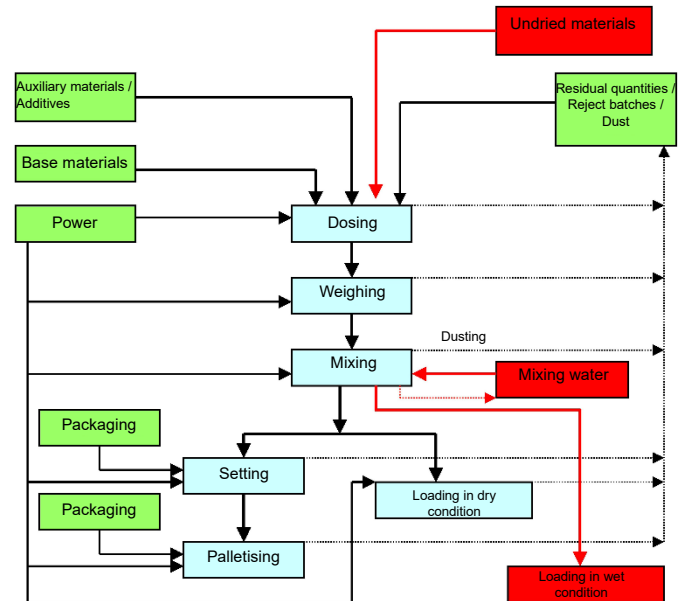 Undried materials
Auxiliary materials /
Additives
Residual quantities /
Reject batches /
Dust
Base materials
Power
Dosing
Weighing
Dusting
Mixing
Mixing water
Packaging
Setting
Loading in dry
condition
Packaging
Palletising
Loading in wet
condition